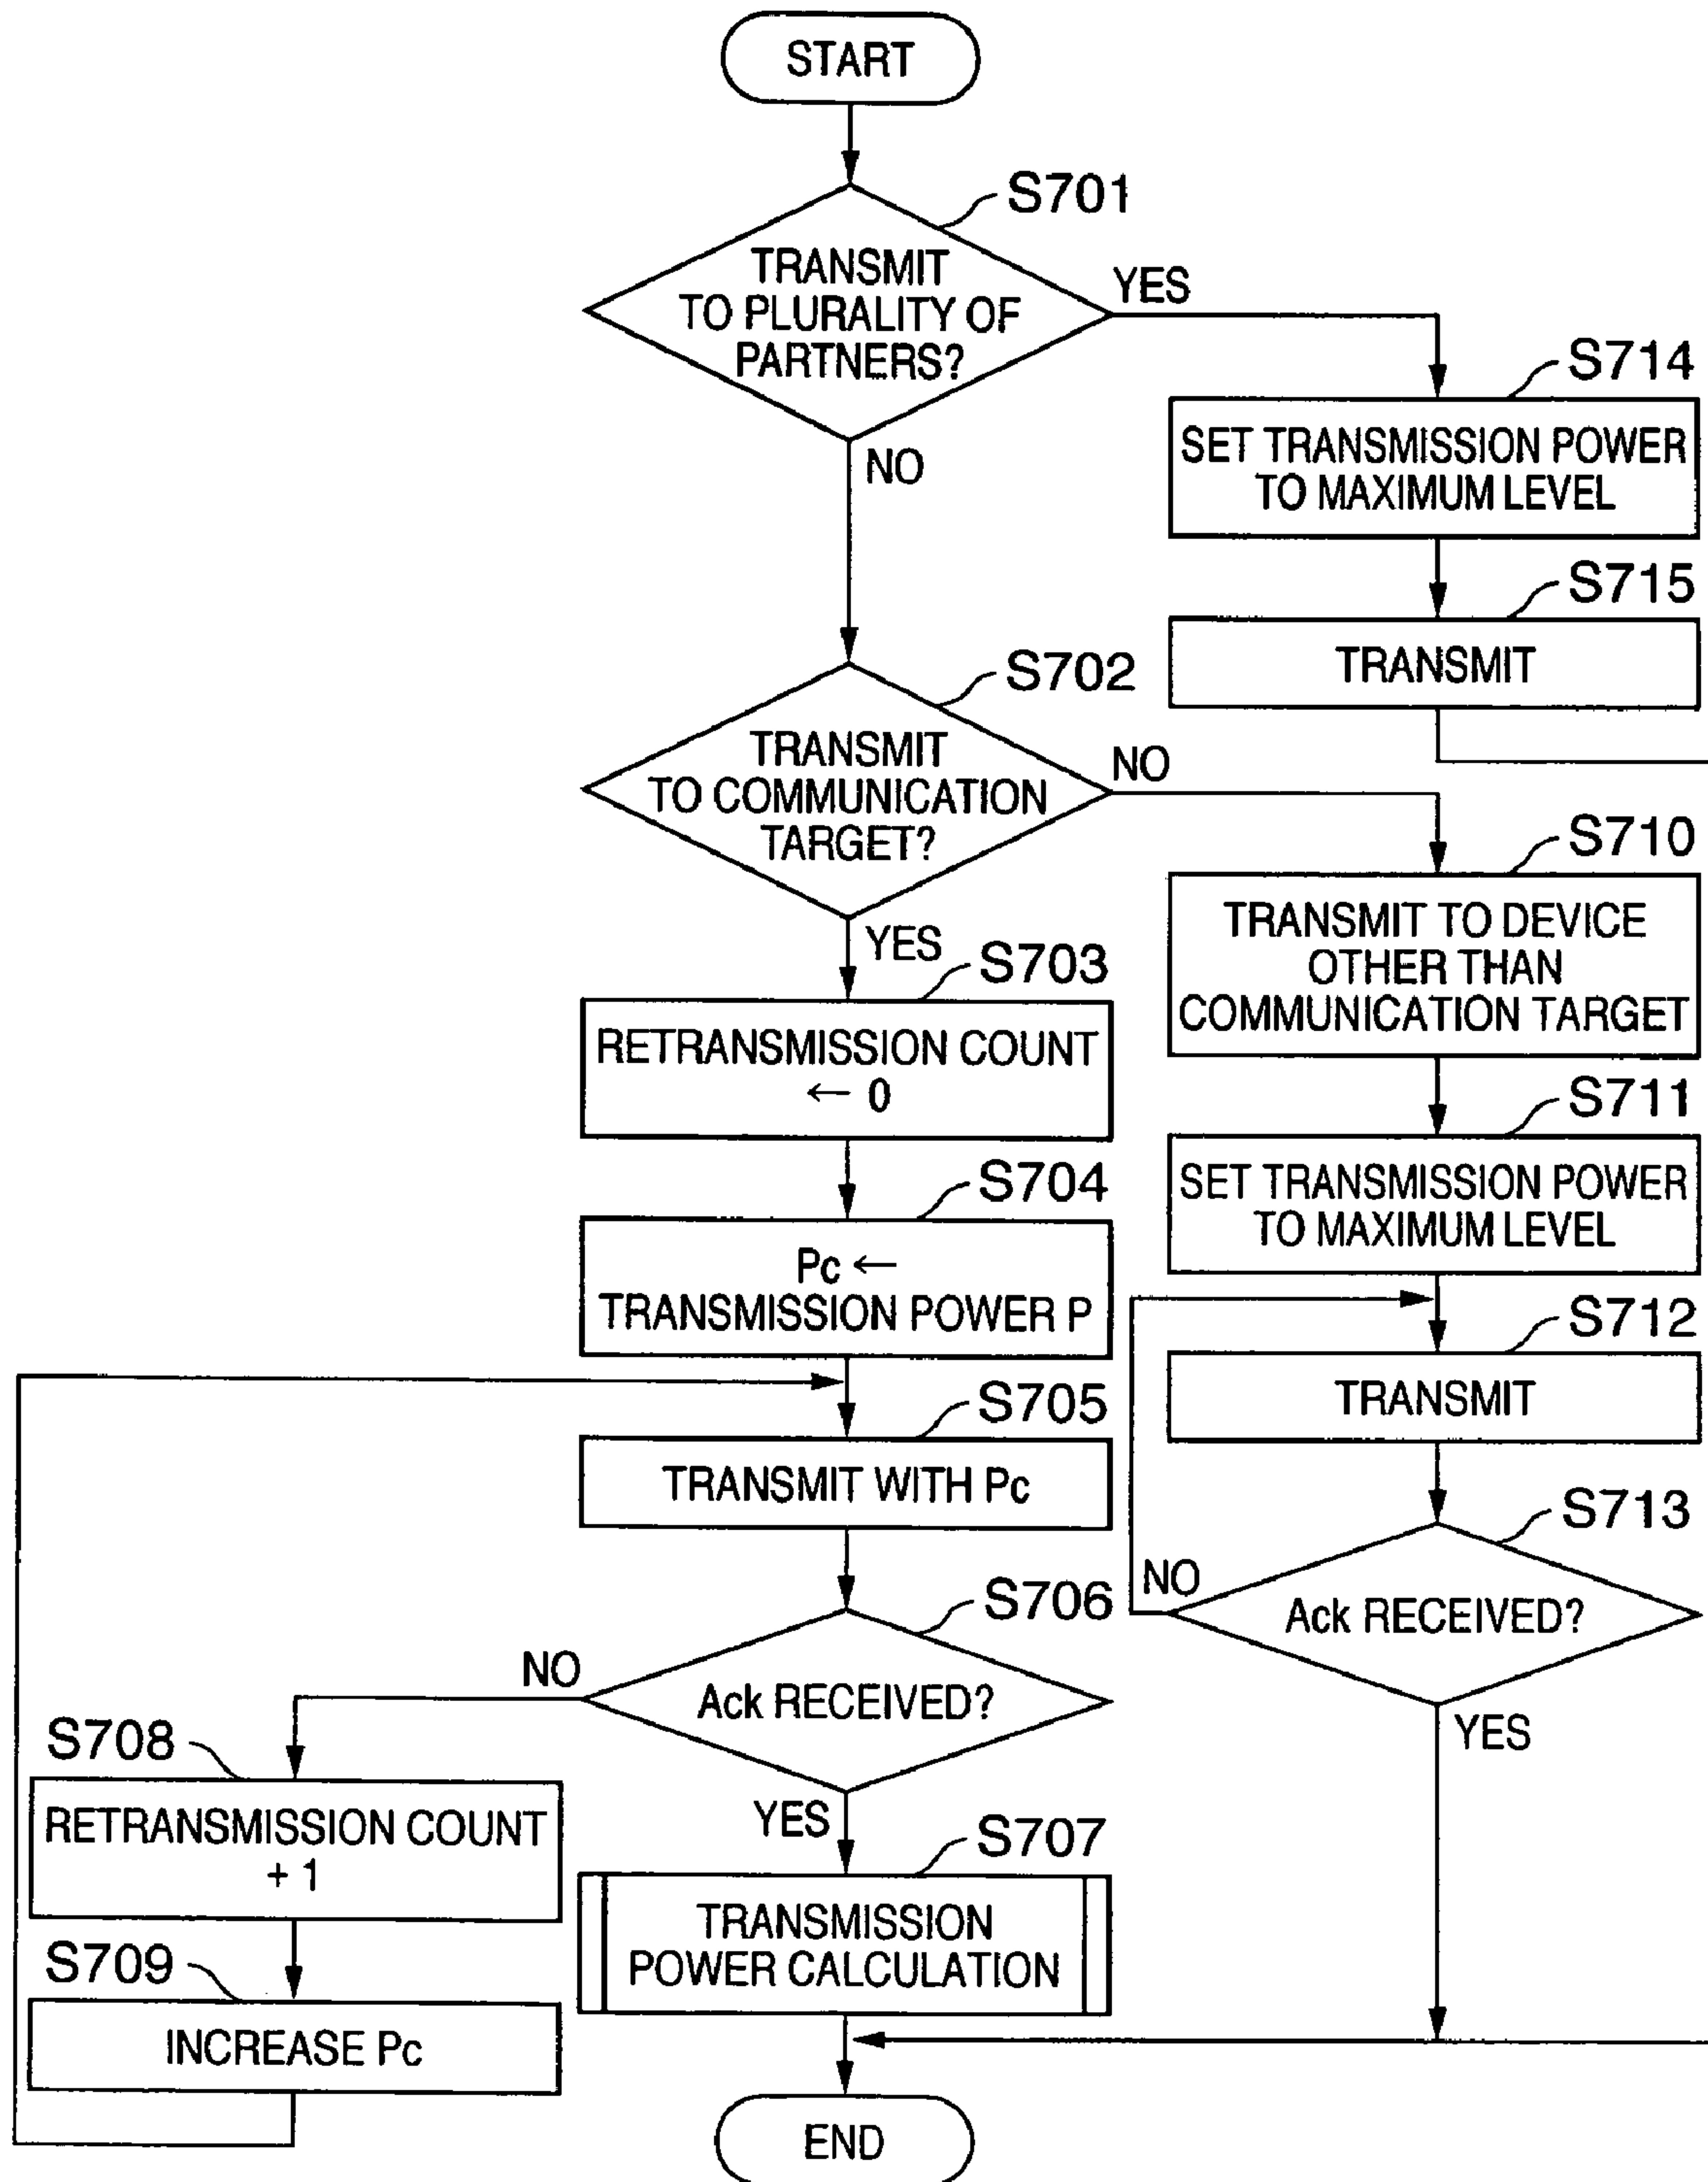 START
S701
TRANSMIT
TO PLURALITY OF
PARTNERS?
YES
NO
S714
SET TRANSMISSION POWER
TO MAXIMUM LEVEL
S715
TRANSMIT
S702
TRANSMIT
TO COMMUNICATION
TARGET?
NO
YES
S710
TRANSMIT TO DEVICE
OTHER THAN
COMMUNICATION TARGET
S703
RETRANSMISSION COUNT
← 0
S711
SET TRANSMISSION POWER
TO MAXIMUM LEVEL
S704
Pc ←
TRANSMISSION POWER P
S712
TRANSMIT
S705
TRANSMIT WITH Pc
S713
Ack RECEIVED?
NO
YES
S706
Ack RECEIVED?
NO
YES
S708
RETRANSMISSION COUNT
+ 1
S707
TRANSMISSION
POWER CALCULATION
S709
INCREASE Pc
END